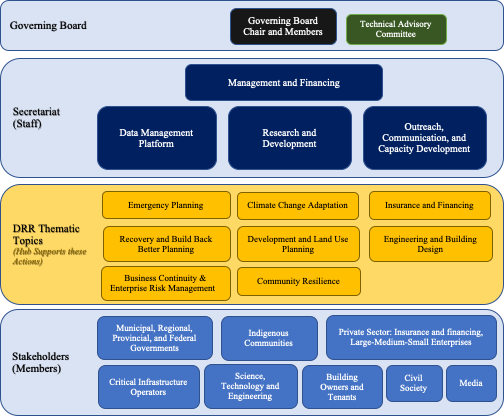 Governing Board
Governing Board
Chair and Members
Technical Advisory
Committee
Secretariat
(Staff)
Management and Financing
Data Management
Platform
Research and
Development
Outreach,
Communication, and
Capacity Development
DRR Thematic
Topics
(Hub Supports these
Actions)
Emergency Planning
Climate Change Adaptation
Insurance and Financing
Recovery and Build Back
Better Planning
Development and Land Use
Planning
Engineering and Building
Design
Business Continuity &
Enterprise Risk Management
Community Resilience
Stakeholders
(Members)
Municipal, Regional,
Provincial, and Federal
Governments
Indigenous
Communities
Private Sector: Insurance and financing,
Large-Medium-Small Enterprises
Critical Infrastructure
Operators
Science,
Technology and
Engineering
Building
Owners and
Tenants
Civil
Society
Media